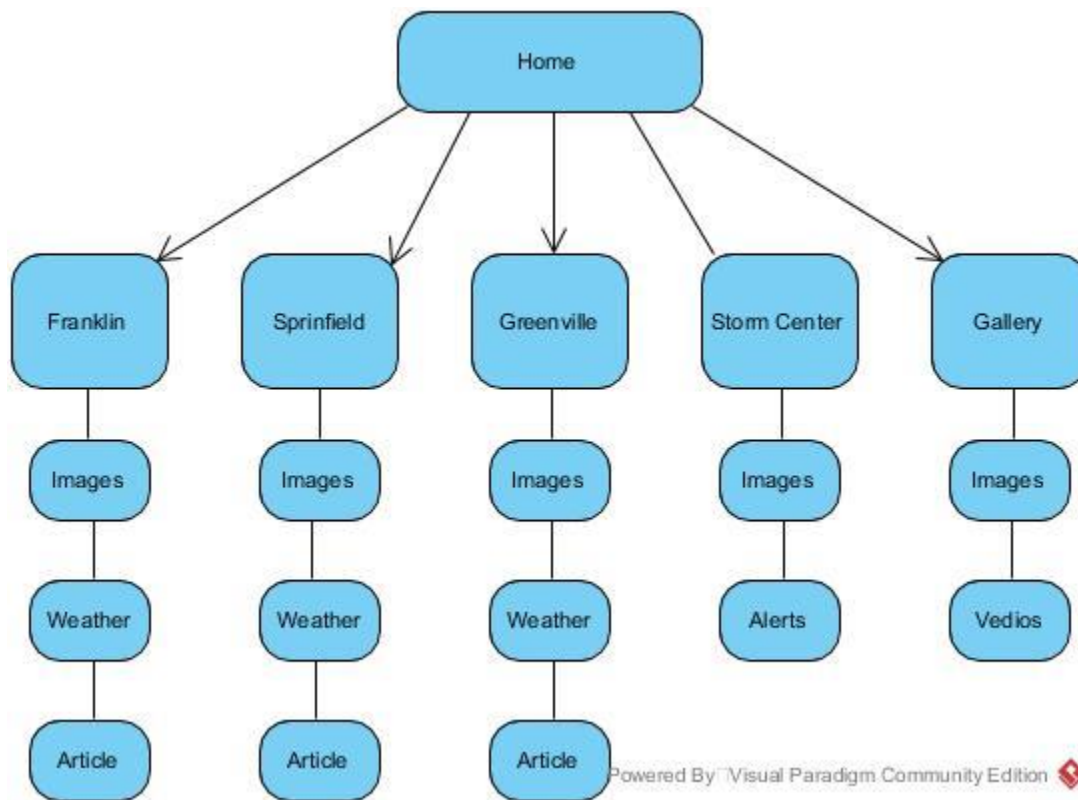 Home
Franklin
Sprinfield
Greenville
Storm Center
Gallery
Images
Images
Images
Images
Images
Weather
Weather
Weather
Alerts
Vedios
Article
Article
Article
Powered By Visual Paradigm Community Edition